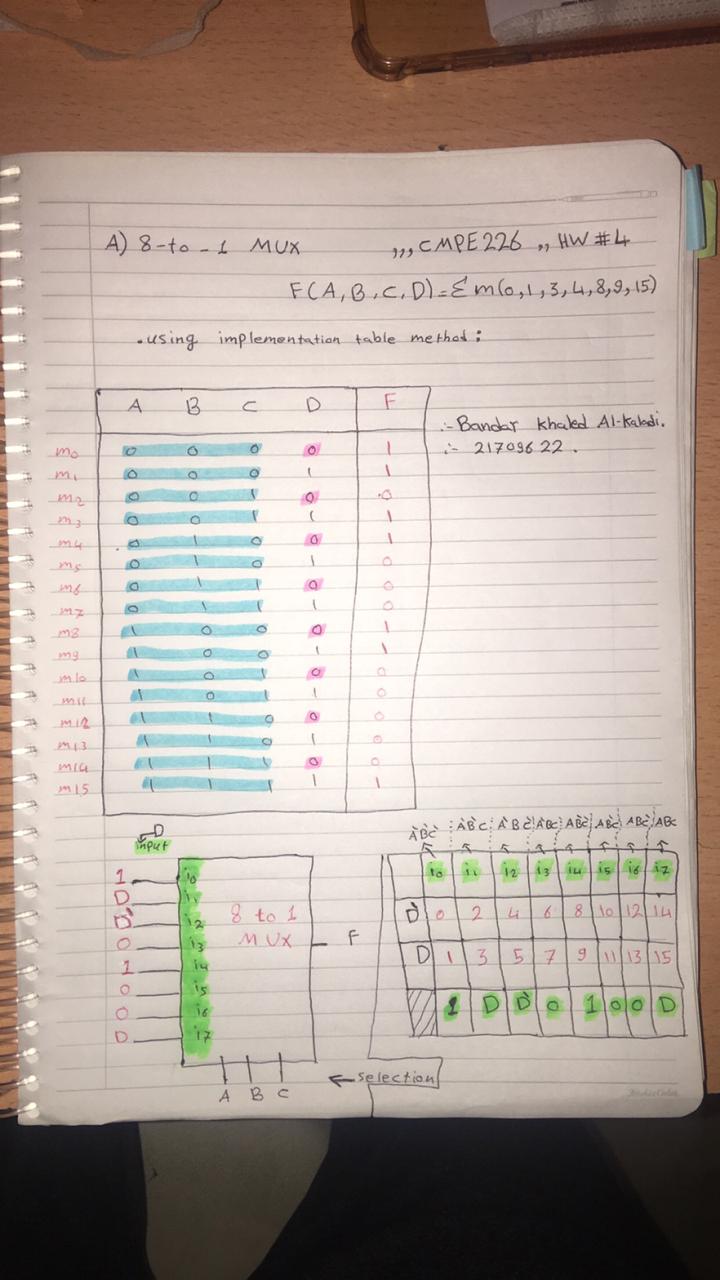 A) 8-to-1 MUX ,,, CMPE226 ,, HW #4
F(A,B,C,D)=Σm(0,1,3,4,8,9,15)
.using implementation table method:
A B C D F
∴ Bandar Khaled Al-Kaladi.
m0 0 0 0 0 1
∴ 21709622.
m1 0 0 0 1 1
m2 0 0 1 0 0
m3 0 0 1 1 1
m4 0 1 0 0 1
m5 0 1 0 1 0
m6 0 1 1 0 0
m7 0 1 1 1 0
m8 1 0 0 0 1
m9 1 0 0 1 1
m10 1 0 1 0 0
m11 1 0 1 1 0
m12 1 1 0 0 0
m13 1 1 0 1 0
m14 1 1 1 0 0
m15 1 1 1 1 1
D
input
1 i0
D i1
D' i2
0 i3
1 i4
0 i5
0 i6
D i7
8 to 1
MUX
F
A B C
← selection
A'B'C' A'B'C A'BC' A'BC AB'C' AB'C ABC' ABC
i0 i1 i2 i3 i4 i5 i6 i7
D' 0 2 4 6 8 10 12 14
D 1 3 5 7 9 11 13 15
1 D D' 0 1 0 0 D